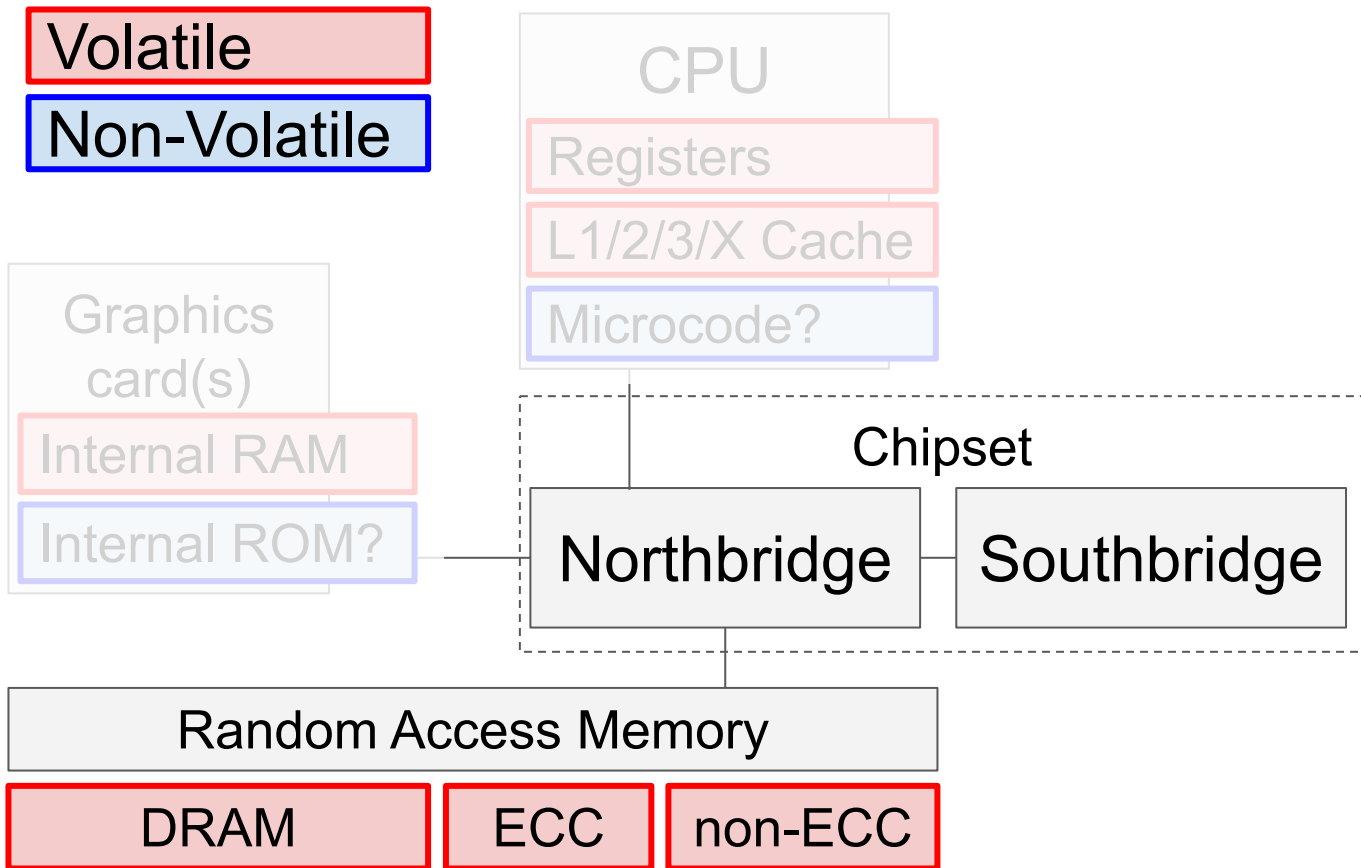 Volatile
Non-Volatile
CPU
Registers
L1/2/3/X Cache
Microcode?
Graphics
card(s)
Internal RAM
Internal ROM?
Chipset
Northbridge
Southbridge
Random Access Memory
DRAM
ECC
non-ECC